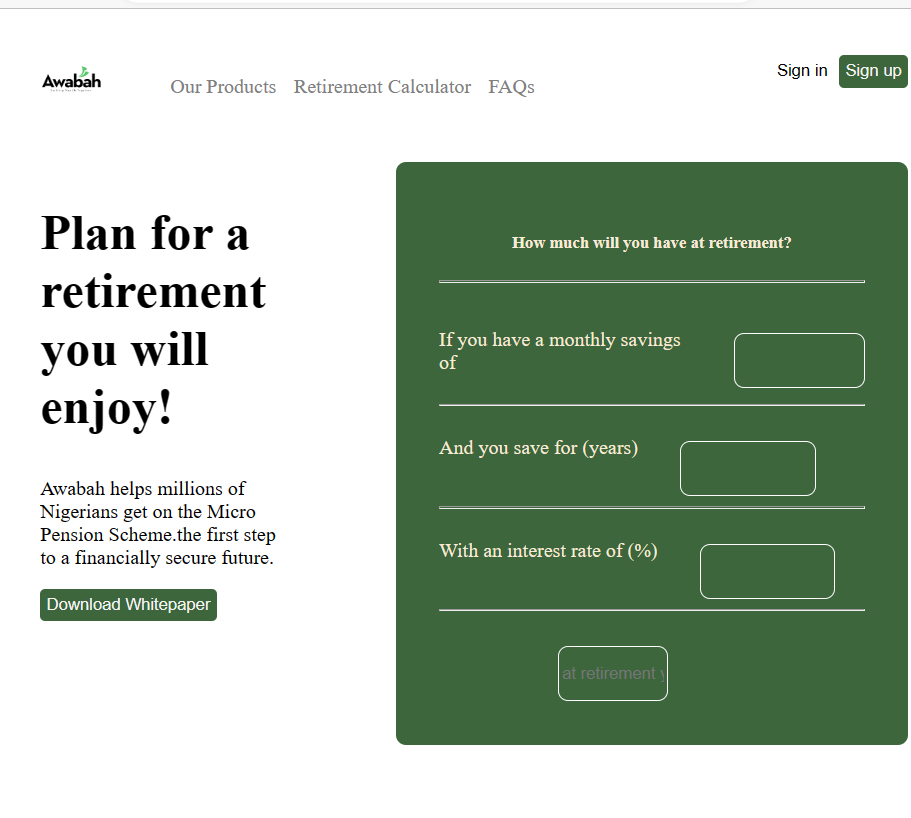 Awabah
Our Products Retirement Calculator FAQs
Sign in Sign up
Plan for a
retirement
you will
enjoy!
Awabah helps millions of
Nigerians get on the Micro
Pension Scheme.the first step
to a financially secure future.
Download Whitepaper
How much will you have at retirement?
If you have a monthly savings
of
And you save for (years)
With an interest rate of (%)
at retirement